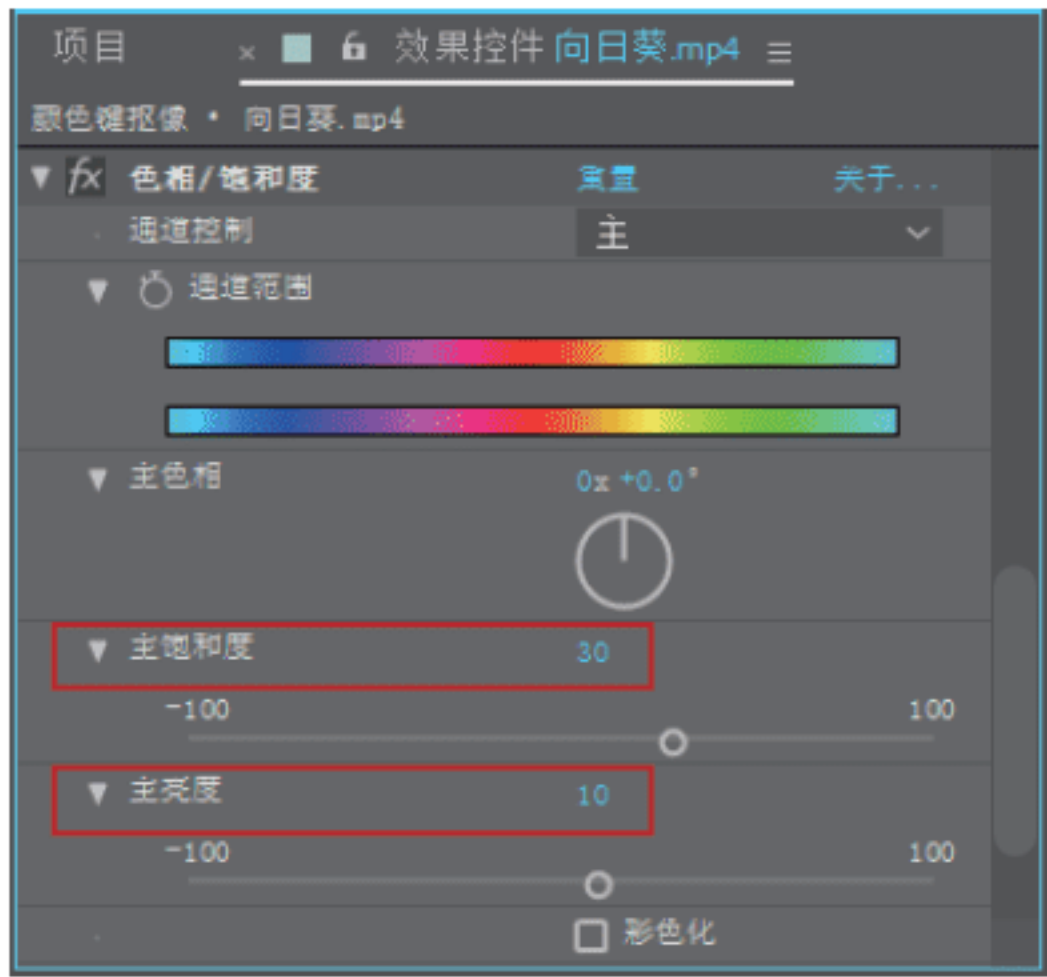 项目 × 效果控件 向日葵.mp4 ≡
颜色键抠像 • 向日葵.mp4
fx 色相/饱和度 重置 关于...
通道控制 主
通道范围
主色相 0x +0.0°
主饱和度 30
-100 100
主亮度 10
-100 100
彩色化